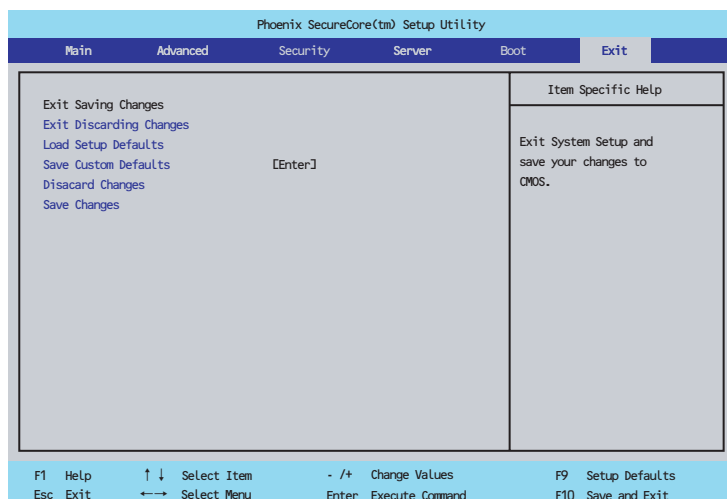 Phoenix SecureCore(tm) Setup Utility
Main Advanced Security Server Boot Exit
Exit Saving Changes
Exit Discarding Changes
Load Setup Defaults
Save Custom Defaults [Enter]
Disacard Changes
Save Changes
Item Specific Help
Exit System Setup and
save your changes to
CMOS.
F1 Help ↑↓ Select Item - /+ Change Values F9 Setup Defaults
Esc Exit ←→ Select Menu Enter Execute Command F10 Save and Exit